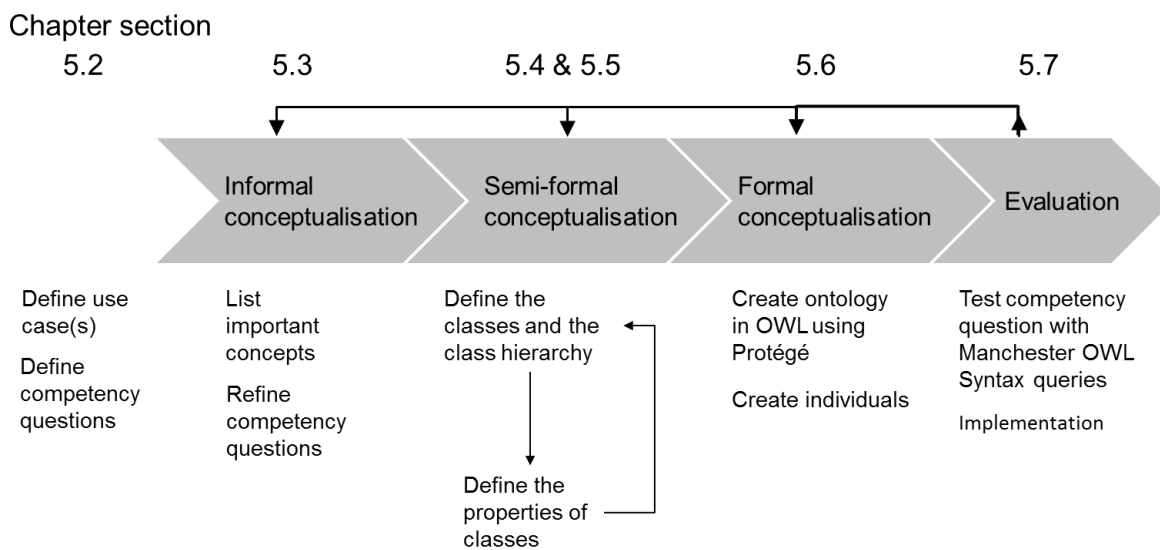 Chapter section
5.2 5.3 5.4 & 5.5 5.6 5.7
Informal
conceptualisation
Semi-formal
conceptualisation
Formal
conceptualisation
Evaluation
Define use
case(s)
Define
competency
questions
List
important
concepts
Refine
competency
questions
Define the
classes and the
class hierarchy
Define the
properties of
classes
Create ontology
in OWL using
Protégé
Create individuals
Test competency
question with
Manchester OWL
Syntax queries
Implementation